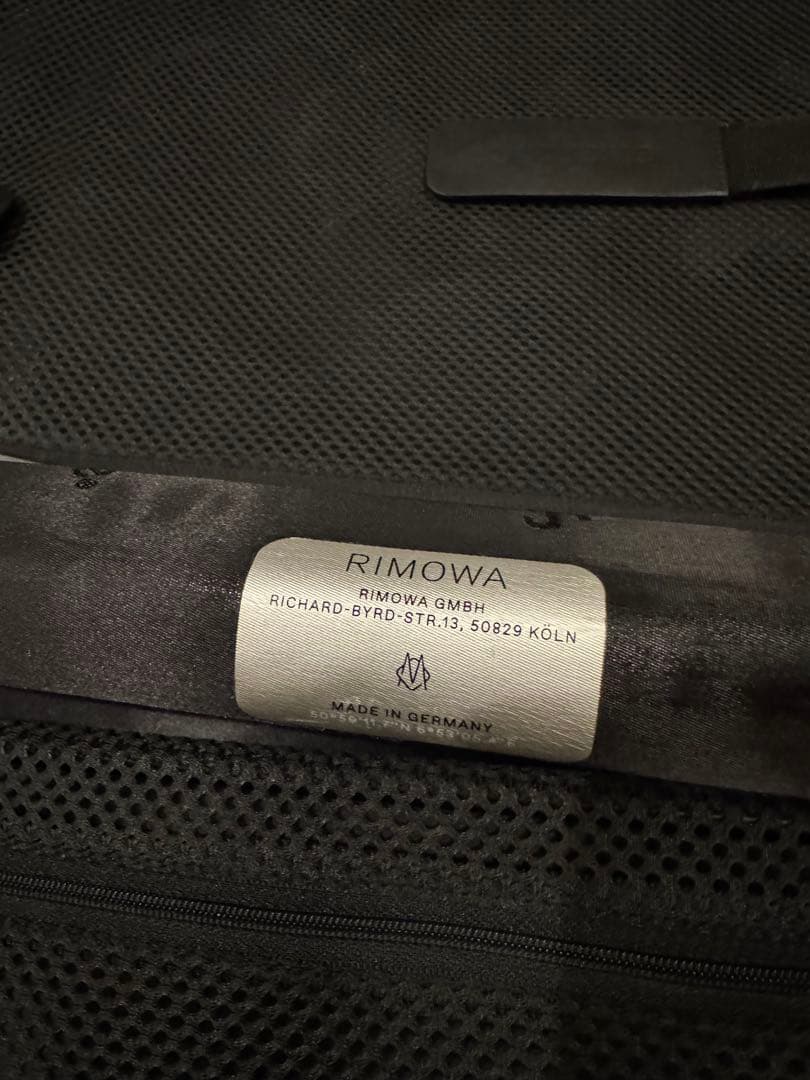 RIMOWA
RIMOWA GMBH
RICHARD-BYRD-STR.13, 50829 KÖLN
MADE IN GERMANY